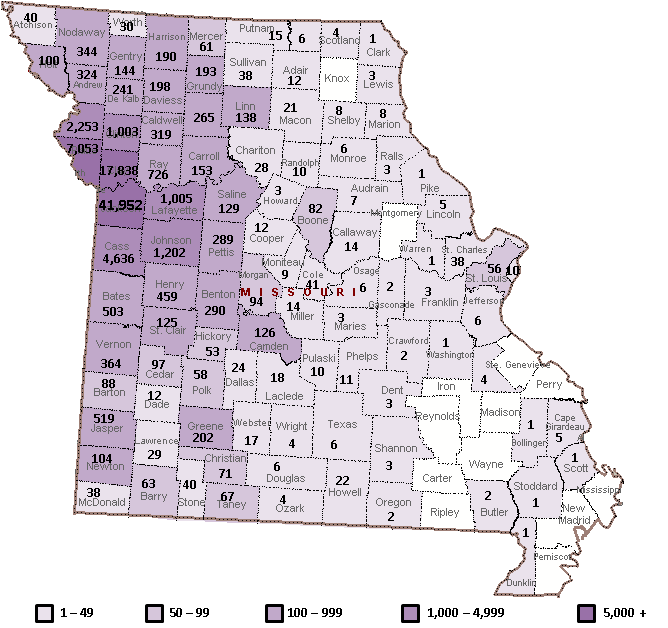 40
Atchison
Worth
30
Nodaway
344
Harrison
190
Mercer
61
Putnam
15
6
4
Scotland
1
Clark
100
Holt
324
Andrew
Gentry
144
241
De Kalb
198
Daviess
193
Grundy
Sullivan
38
Adair
12
Knox
3
Lewis
2,253
1,003
Caldwell
319
265
Linn
138
21
Macon
8
Shelby
8
Marion
7,053
17,838
Ray
726
Carroll
153
Chariton
28
Randolph
10
6
Monroe
Ralls
3
1
Pike
41,952
1,005
Lafayette
Saline
129
3
Howard
82
Boone
Audrain
7
Callaway
14
Montgomery
5
Lincoln
Warren
1
St. Charles
38
56
St. Louis
10
Cass
4,636
Johnson
1,202
289
Pettis
12
Cooper
Moniteau
9
Cole
41
Osage
6
2
Gasconade
3
Franklin
Jefferson
6
MISSOURI
Bates
503
Henry
459
Benton
290
Morgan
94
14
Miller
3
Maries
Vernon
364
125
St. Clair
Hickory
53
126
Camden
Pulaski
10
Phelps
11
Crawford
2
1
Washington
4
Ste. Genevieve
Perry
88
Barton
97
Cedar
58
Polk
24
Dallas
18
Laclede
Dent
3
Iron
Reynolds
Madison
1
Bollinger
Cape
Girardeau
5
519
Jasper
12
Dade
Greene
202
Webster
17
Wright
4
Texas
6
Shannon
3
Wayne
1
Scott
Mississippi
104
Newton
Lawrence
29
Christian
71
6
Douglas
22
Howell
Carter
Stoddard
1
New
Madrid
38
McDonald
63
Barry
40
Stone
67
Taney
4
Ozark
Oregon
2
Ripley
2
Butler
1
Dunklin
Pemiscot
1 – 49
50 – 99
100 – 999
1,000 – 4,999
5,000 +